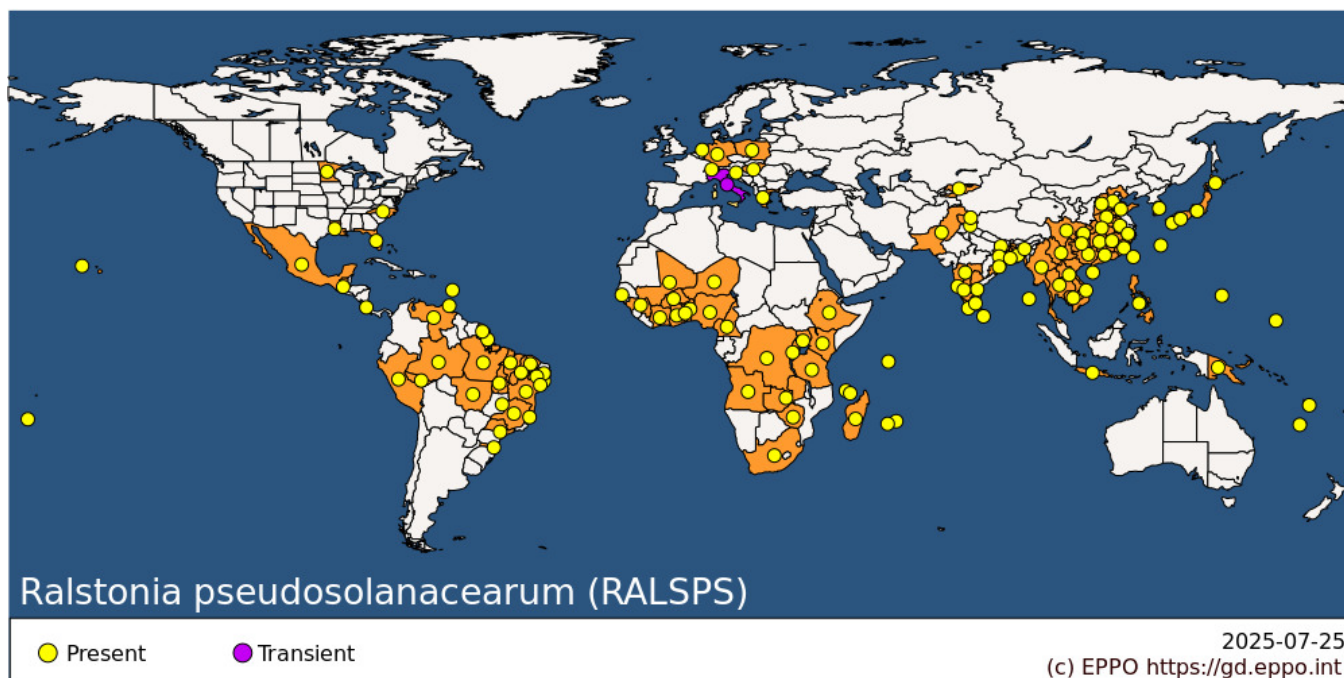 Ralstonia pseudosolanacearum (RALSPS)
Present
Transient
2025-07-25
(c) EPPO https://gd.eppo.int